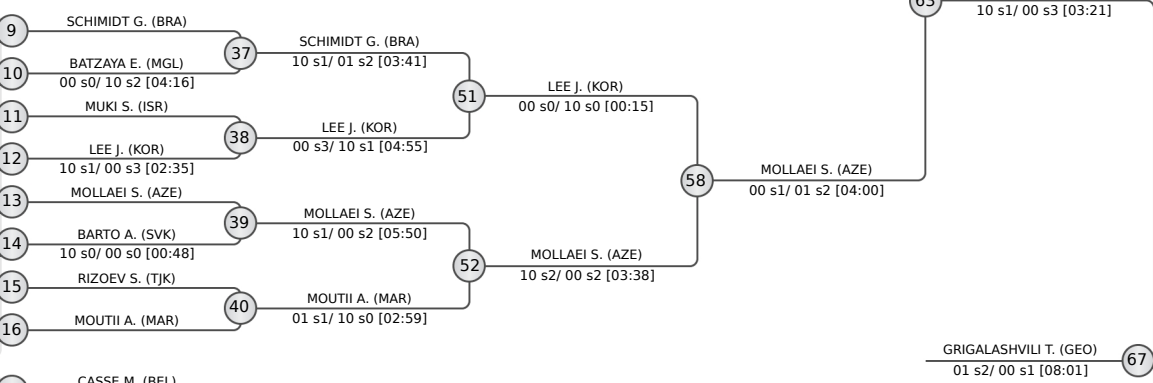 63
10 s1/ 00 s3 [03:21]
9
SCHIMIDT G. (BRA)
37
SCHIMIDT G. (BRA)
10 s1/ 01 s2 [03:41]
10
BATZAYA E. (MGL)
00 s0/ 10 s2 [04:16]
51
LEE J. (KOR)
00 s0/ 10 s0 [00:15]
11
MUKI S. (ISR)
38
LEE J. (KOR)
00 s3/ 10 s1 [04:55]
12
LEE J. (KOR)
10 s1/ 00 s3 [02:35]
58
MOLLAEI S. (AZE)
00 s1/ 01 s2 [04:00]
13
MOLLAEI S. (AZE)
39
MOLLAEI S. (AZE)
10 s1/ 00 s2 [05:50]
14
BARTO A. (SVK)
10 s0/ 00 s0 [00:48]
52
MOLLAEI S. (AZE)
10 s2/ 00 s2 [03:38]
15
RIZOEV S. (TJK)
40
MOUTII A. (MAR)
01 s1/ 10 s0 [02:59]
16
MOUTII A. (MAR)
GRIGALASHVILI T. (GEO)
01 s2/ 00 s1 [08:01]
67
CASSE M. (BEL)